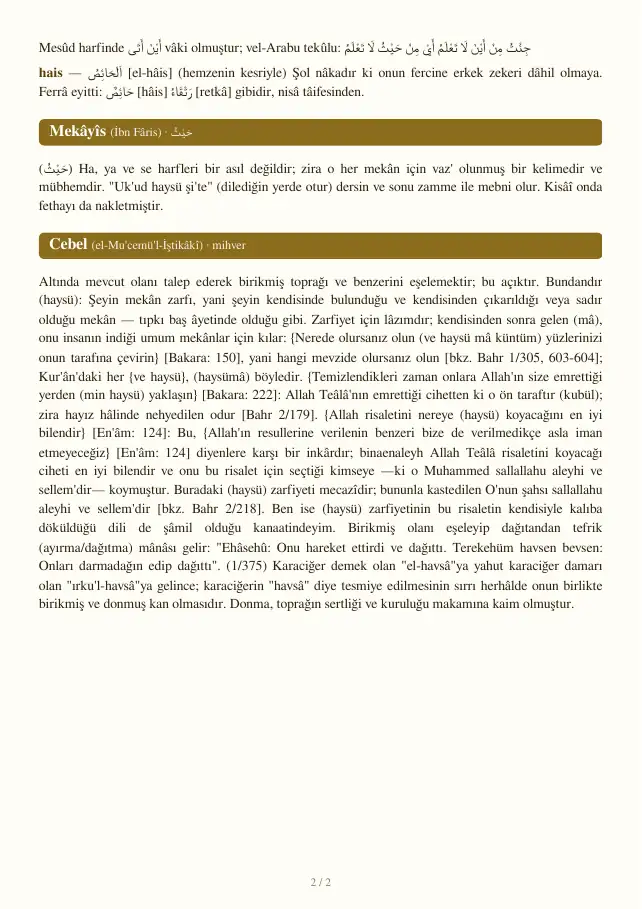 Mesûd harfinde أَيْنَ أَتَى vâki olmuştur; vel-Arabu tekûlu: جِئْتُ مِنْ أَيْنَ لَا تَعْلَمُ أَيْ مِنْ حَيْثُ لَا تَعْلَمُ
hais — اَلْحَائِصُ [el-hâis] (hemzenin kesriyle) Şol nâkadır ki onun fercine erkek zekeri dâhil olmaya.
Ferrâ eyitti: حَائِصٌ [hâis] رَتْقَاءُ [retkâ] gibidir, nisâ tâifesinden.
Mekâyîs (İbn Fâris) · حَيْثُ
(حَيْثُ) Ha, ya ve se harfleri bir asıl değildir; zira o her mekân için vaz' olunmuş bir kelimedir ve
mübhemdir. "Uk'ud haysü şi'te" (dilediğin yerde otur) dersin ve sonu zamme ile mebni olur. Kisâî onda
fethayı da nakletmiştir.
Cebel (el-Mu'cemü'l-İştikâkî) · mihver
Altında mevcut olanı talep ederek birikmiş toprağı ve benzerini eşelemektir; bu açıktır. Bundandır
(haysü): Şeyin mekân zarfı, yani şeyin kendisinde bulunduğu ve kendisinden çıkarıldığı veya sadır
olduğu mekân — tıpkı baş âyetinde olduğu gibi. Zarfiyet için lâzımdır; kendisinden sonra gelen (mâ),
onu insanın indiği umum mekânlar için kılar: {Nerede olursanız olun (ve haysü mâ küntüm) yüzlerinizi
onun tarafına çevirin} [Bakara: 150], yani hangi mevzide olursanız olun [bkz. Bahr 1/305, 603-604];
Kur'ân'daki her {ve haysü}, (haysümâ) böyledir. {Temizlendikleri zaman onlara Allah'ın size emrettiği
yerden (min haysü) yaklaşın} [Bakara: 222]: Allah Teâlâ'nın emrettiği cihetten ki o ön taraftır (kubül);
zira hayız hâlinde nehyedilen odur [Bahr 2/179]. {Allah risaletini nereye (haysü) koyacağını en iyi
bilendir} [En'âm: 124]: Bu, {Allah'ın resullerine verilenin benzeri bize de verilmedikçe asla iman
etmeyeceğiz} [En'âm: 124] diyenlere karşı bir inkârdır; binaenaleyh Allah Teâlâ risaletini koyacağı
ciheti en iyi bilendir ve onu bu risalet için seçtiği kimseye —ki o Muhammed sallallahu aleyhi ve
sellem'dir— koymuştur. Buradaki (haysü) zarfiyeti mecazîdir; bununla kastedilen O'nun şahsı sallallahu
aleyhi ve sellem'dir [bkz. Bahr 2/218]. Ben ise (haysü) zarfiyetinin bu risaletin kendisiyle kalıba
döküldüğü dili de şâmil olduğu kanaatindeyim. Birikmiş olanı eşeleyip dağıtandan tefrik
(ayırma/dağıtma) mânâsı gelir: "Ehâsehû: Onu hareket ettirdi ve dağıttı. Terekehüm havsen bevsen:
Onları darmadağın edip dağıttı". (1/375) Karaciğer demek olan "el-havsâ"ya yahut karaciğer damarı
olan "ırku'l-havsâ"ya gelince; karaciğerin "havsâ" diye tesmiye edilmesinin sırrı herhâlde onun birlikte
birikmiş ve donmuş kan olmasıdır. Donma, toprağın sertliği ve kuruluğu makamına kaim olmuştur.
2 / 2